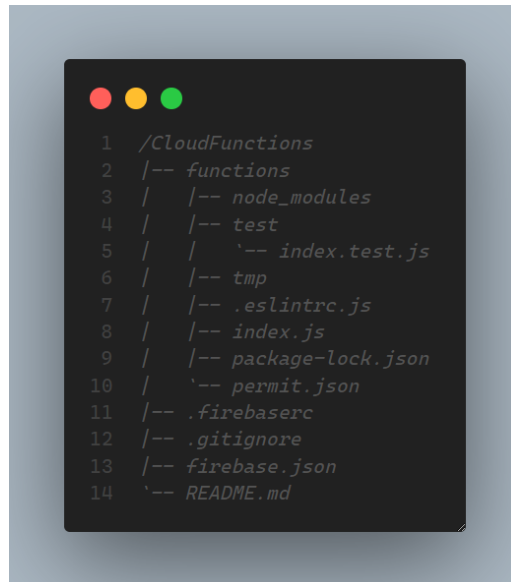 1 /CloudFunctions
2 |-- functions
3 |   |-- node_modules
4 |   |-- test
5 |   |   `-- index.test.js
6 |   |-- tmp
7 |   |-- .eslintrc.js
8 |   |-- index.js
9 |   |-- package-lock.json
10 |   `-- permit.json
11 |-- .firebaserc
12 |-- .gitignore
13 |-- firebase.json
14 `-- README.md